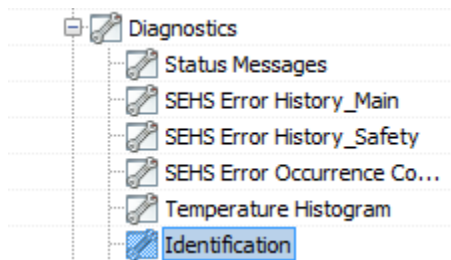 Diagnostics
Status Messages
SEHS Error History_Main
SEHS Error History_Safety
SEHS Error Occurrence Co...
Temperature Histogram
Identification